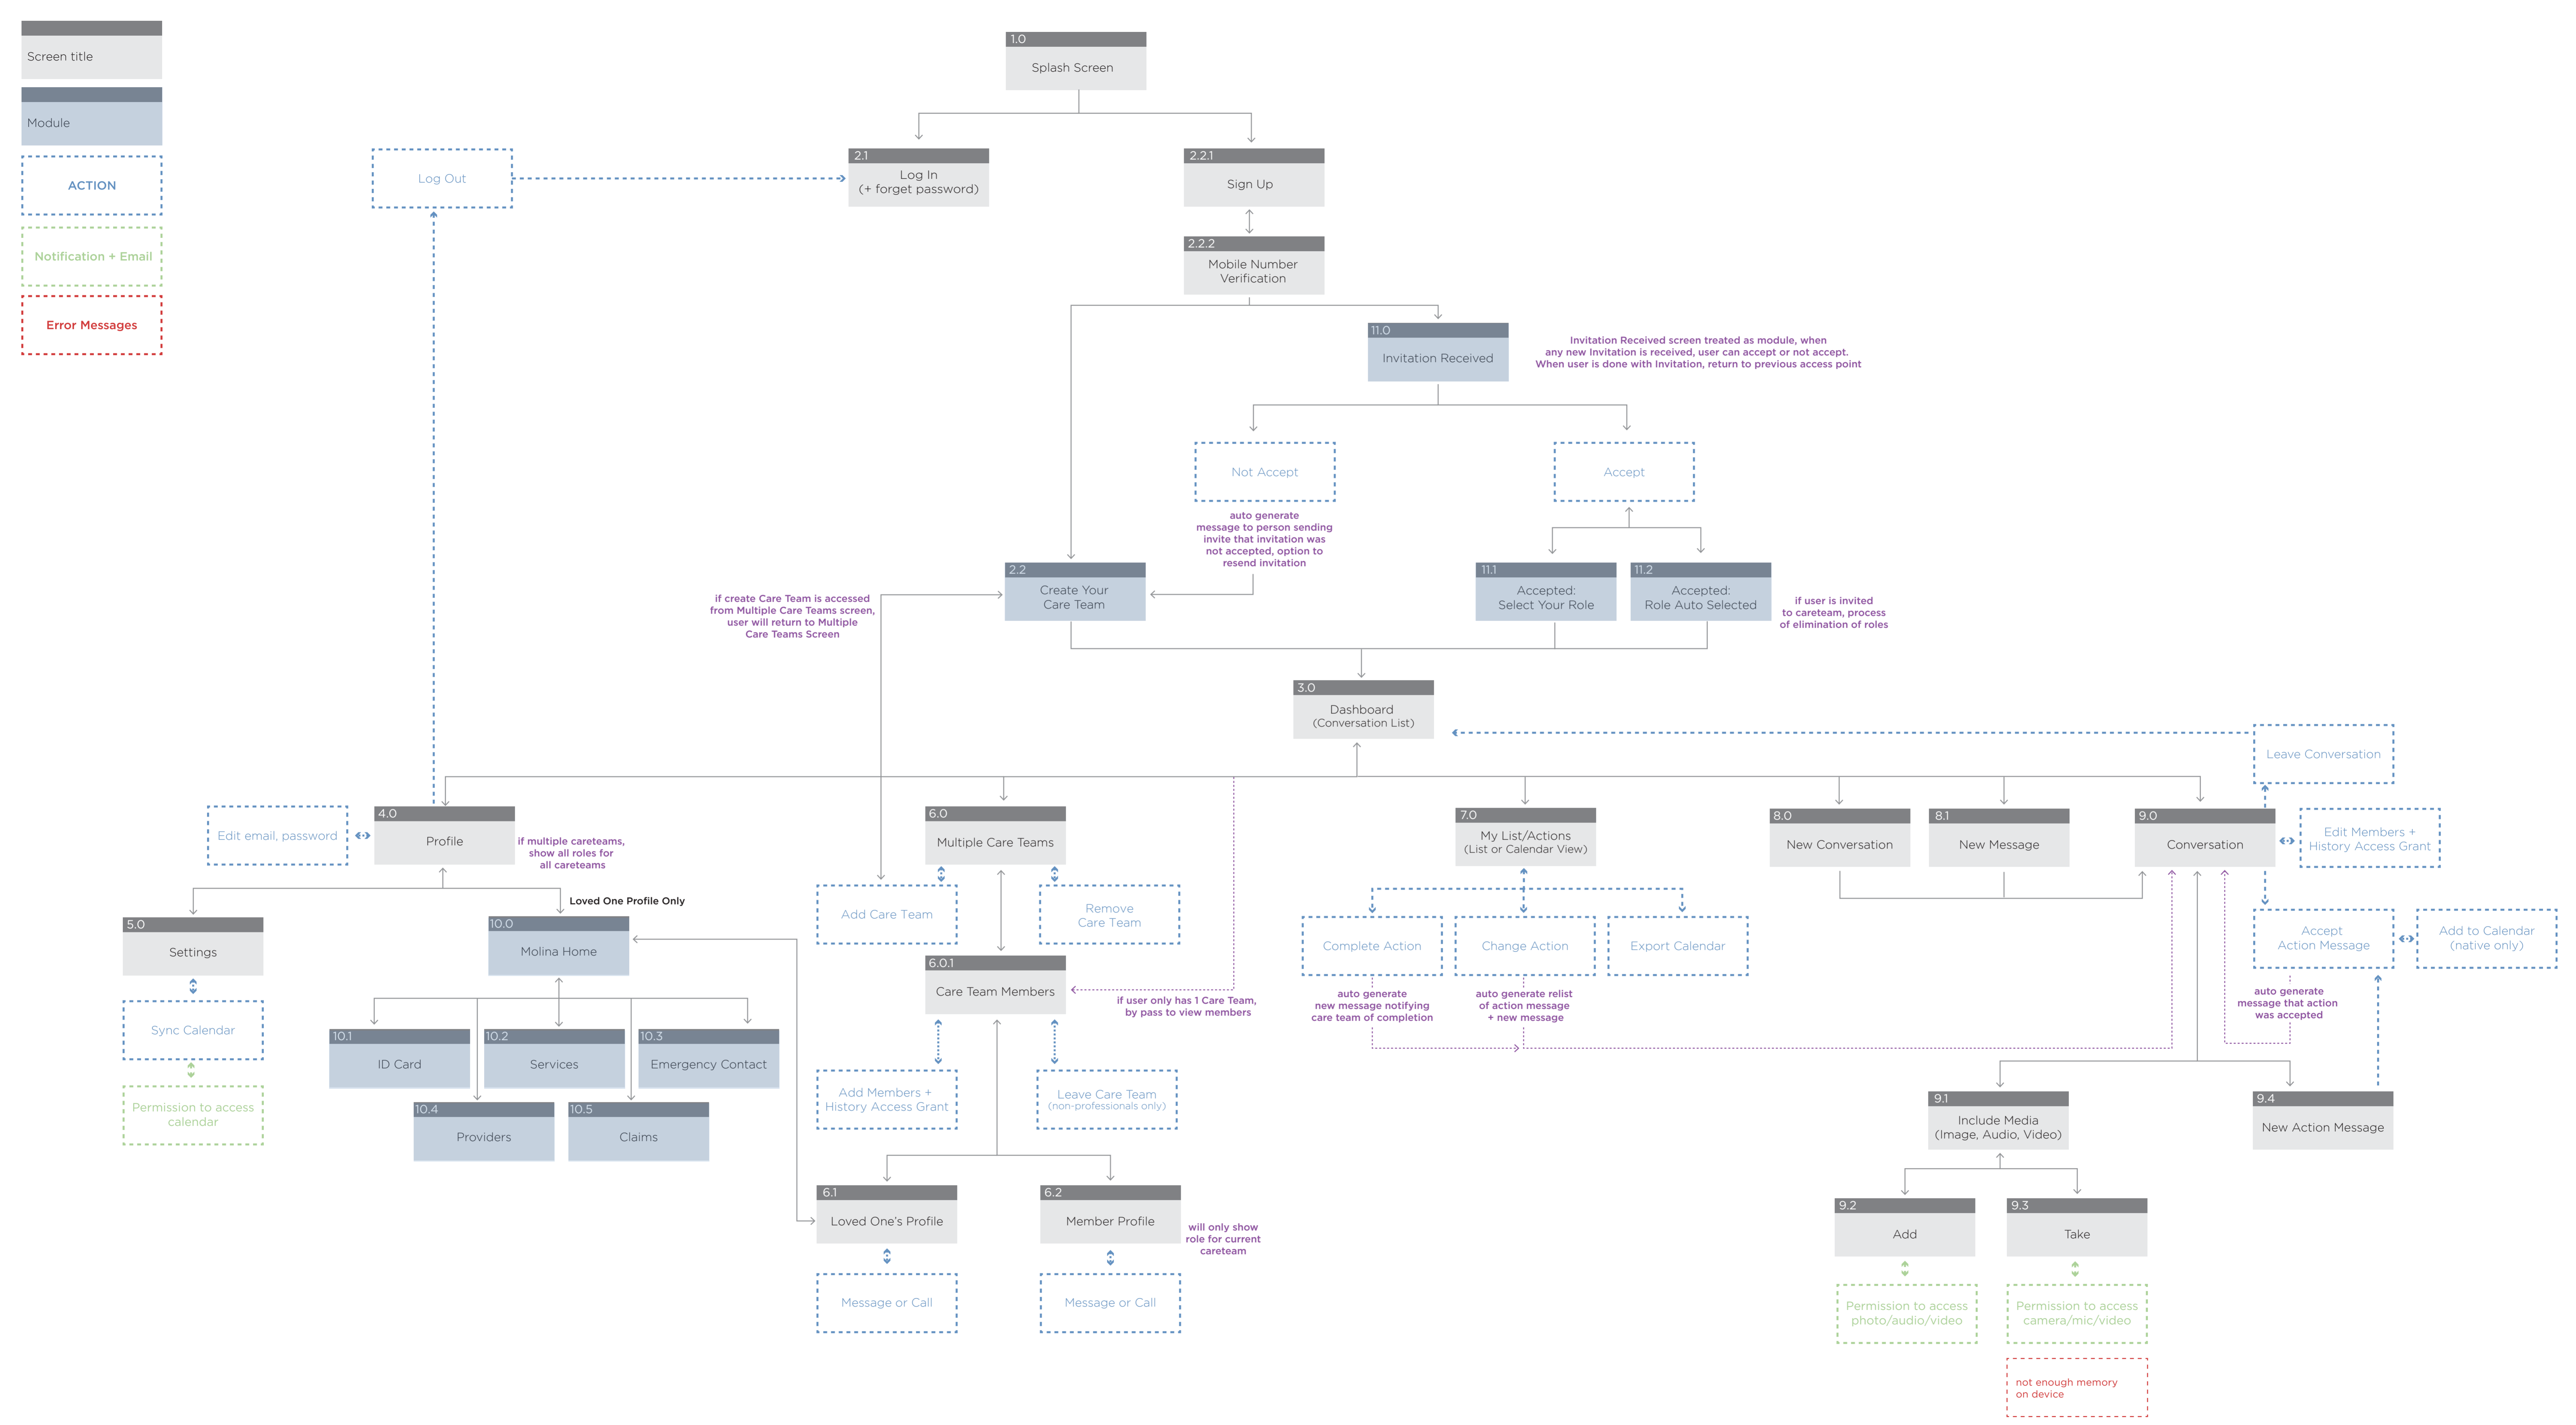 Screen title
Module
ACTION
Notification + Email
Error Messages
1.0
Splash Screen
Log Out
2.1
Log In
(+ forget password)
2.2.1
Sign Up
2.2.2
Mobile Number
Verification
11.0
Invitation Received
Invitation Received screen treated as module, when
any new Invitation is received, user can accept or not accept.
When user is done with Invitation, return to previous access point
Not Accept
Accept
auto generate
message to person sending
invite that invitation was
not accepted, option to
resend invitation
2.2
Create Your
Care Team
if create Care Team is accessed
from Multiple Care Teams screen,
user will return to Multiple
Care Teams Screen
11.1
Accepted:
Select Your Role
11.2
Accepted:
Role Auto Selected
if user is invited
to careteam, process
of elimination of roles
3.0
Dashboard
(Conversation List)
Leave Conversation
Edit email, password
4.0
Profile
if multiple careteams,
show all roles for
all careteams
6.0
Multiple Care Teams
7.0
My List/Actions
(List or Calendar View)
8.0
New Conversation
8.1
New Message
9.0
Conversation
Edit Members +
History Access Grant
Loved One Profile Only
5.0
Settings
10.0
Molina Home
Add Care Team
Remove
Care Team
Complete Action
Change Action
Export Calendar
Accept
Action Message
Add to Calendar
(native only)
6.0.1
Care Team Members
if user only has 1 Care Team,
by pass to view members
auto generate
new message notifying
care team of completion
auto generate relist
of action message
+ new message
auto generate
message that action
was accepted
Sync Calendar
Permission to access
calendar
10.1
ID Card
10.2
Services
10.3
Emergency Contact
10.4
Providers
10.5
Claims
Add Members +
History Access Grant
Leave Care Team
(non-professionals only)
9.1
Include Media
(Image, Audio, Video)
9.4
New Action Message
6.1
Loved One's Profile
6.2
Member Profile
will only show
role for current
careteam
Message or Call
Message or Call
9.2
Add
9.3
Take
Permission to access
photo/audio/video
Permission to access
camera/mic/video
not enough memory
on device